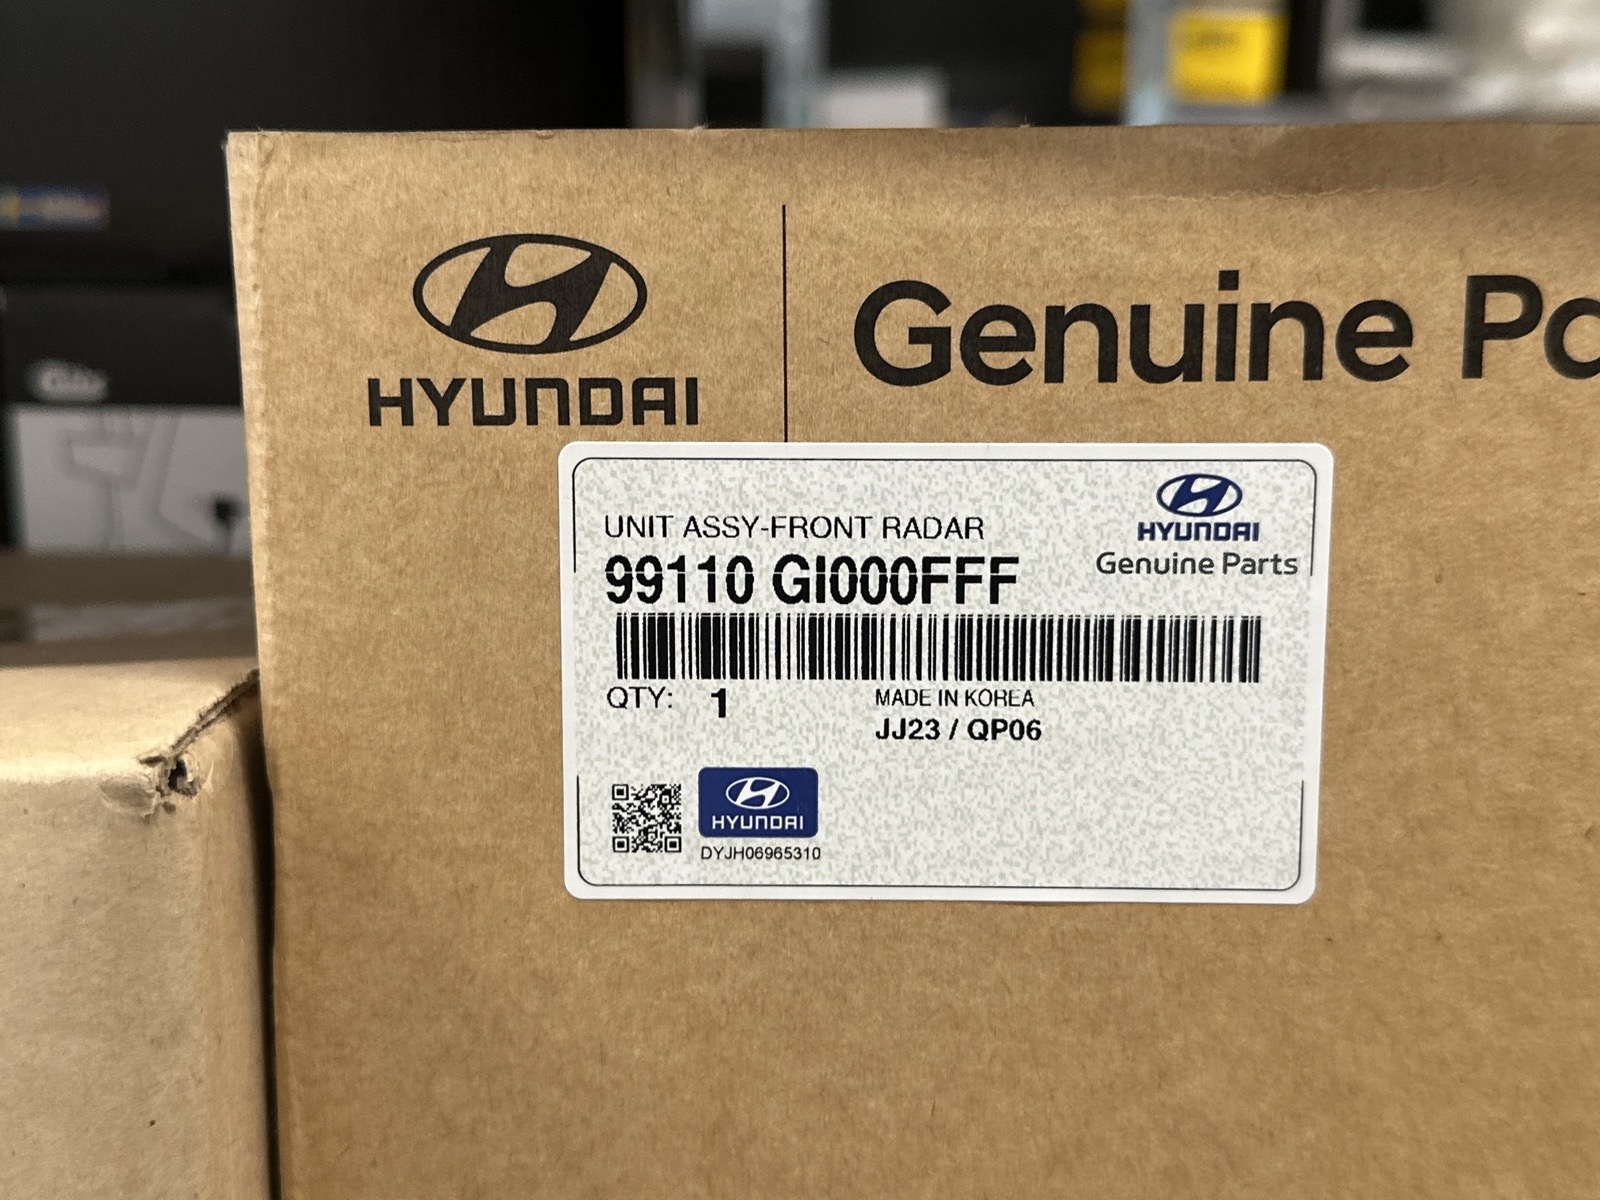 HYUNDAI
Genuine Pa
UNIT ASSY-FRONT RADAR
99110 GI000FFF
HYUNDAI
Genuine Parts
QTY: 1
MADE IN KOREA
JJ23 / QP06
HYUNDAI
DYJH06965310